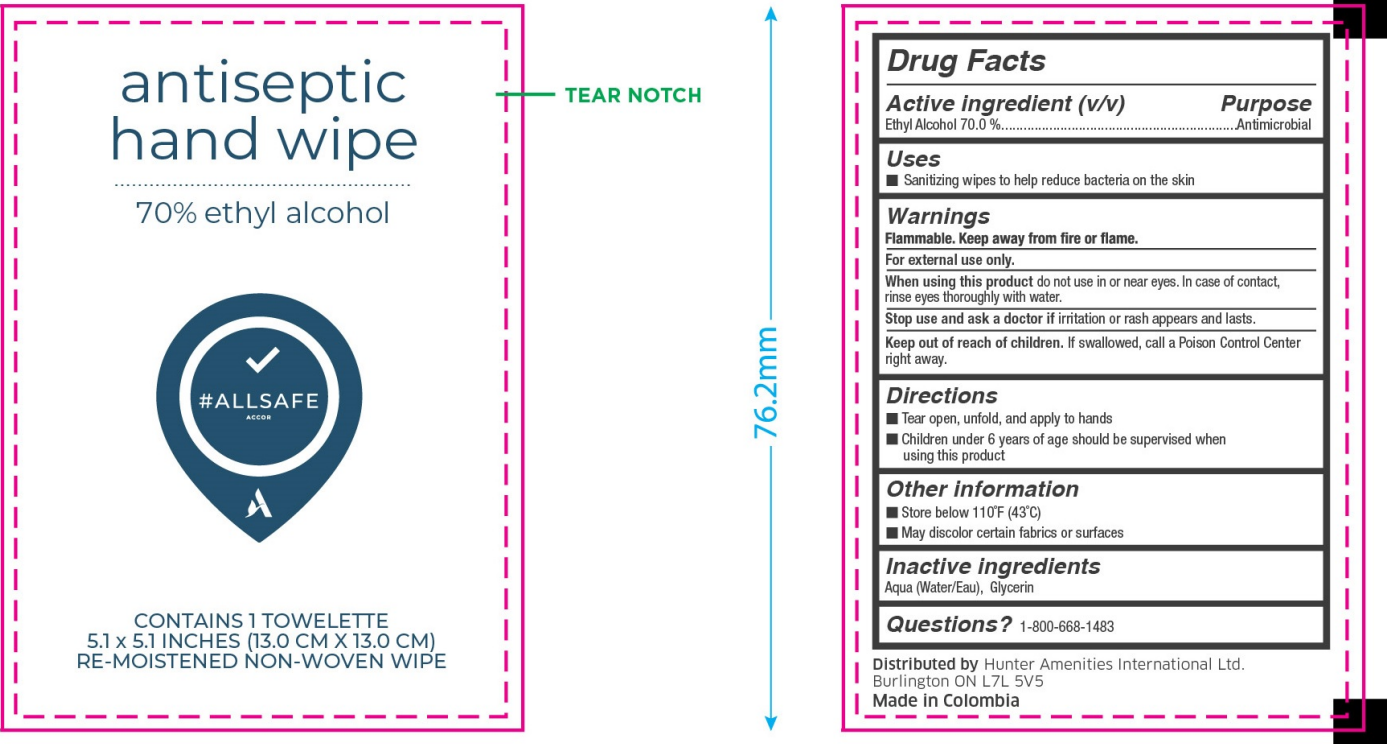 antiseptic
hand wipe
70% ethyl alcohol
#ALLSAFE
ACCOR
CONTAINS 1 TOWELETTE
5.1 x 5.1 INCHES (13.0 CM X 13.0 CM)
RE-MOISTENED NON-WOVEN WIPE
TEAR NOTCH
76.2mm
Drug Facts
Active ingredient (v/v) Purpose
Ethyl Alcohol 70.0 %................................................................Antimicrobial
Uses
■ Sanitizing wipes to help reduce bacteria on the skin
Warnings
Flammable. Keep away from fire or flame.
For external use only.
When using this product do not use in or near eyes. In case of contact,
rinse eyes thoroughly with water.
Stop use and ask a doctor if irritation or rash appears and lasts.
Keep out of reach of children. If swallowed, call a Poison Control Center
right away.
Directions
■ Tear open, unfold, and apply to hands
■ Children under 6 years of age should be supervised when
using this product
Other information
■ Store below 110˚F (43˚C)
■ May discolor certain fabrics or surfaces
Inactive ingredients
Aqua (Water/Eau), Glycerin
Questions? 1-800-668-1483
Distributed by Hunter Amenities International Ltd.
Burlington ON L7L 5V5
Made in Colombia